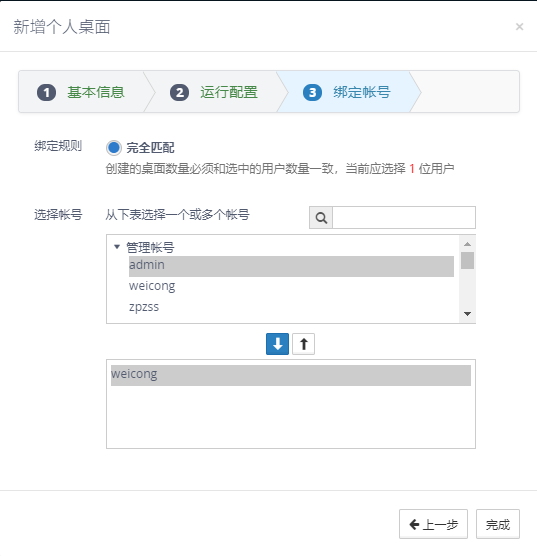 新增个人桌面 ×
1 基本信息 2 运行配置 3 绑定帐号
绑定规则 完全匹配
创建的桌面数量必须和选中的用户数量一致，当前应选择 1 位用户
选择帐号 从下表选择一个或多个帐号
管理帐号
admin
weicong
zpzss
weicong
上一步 完成